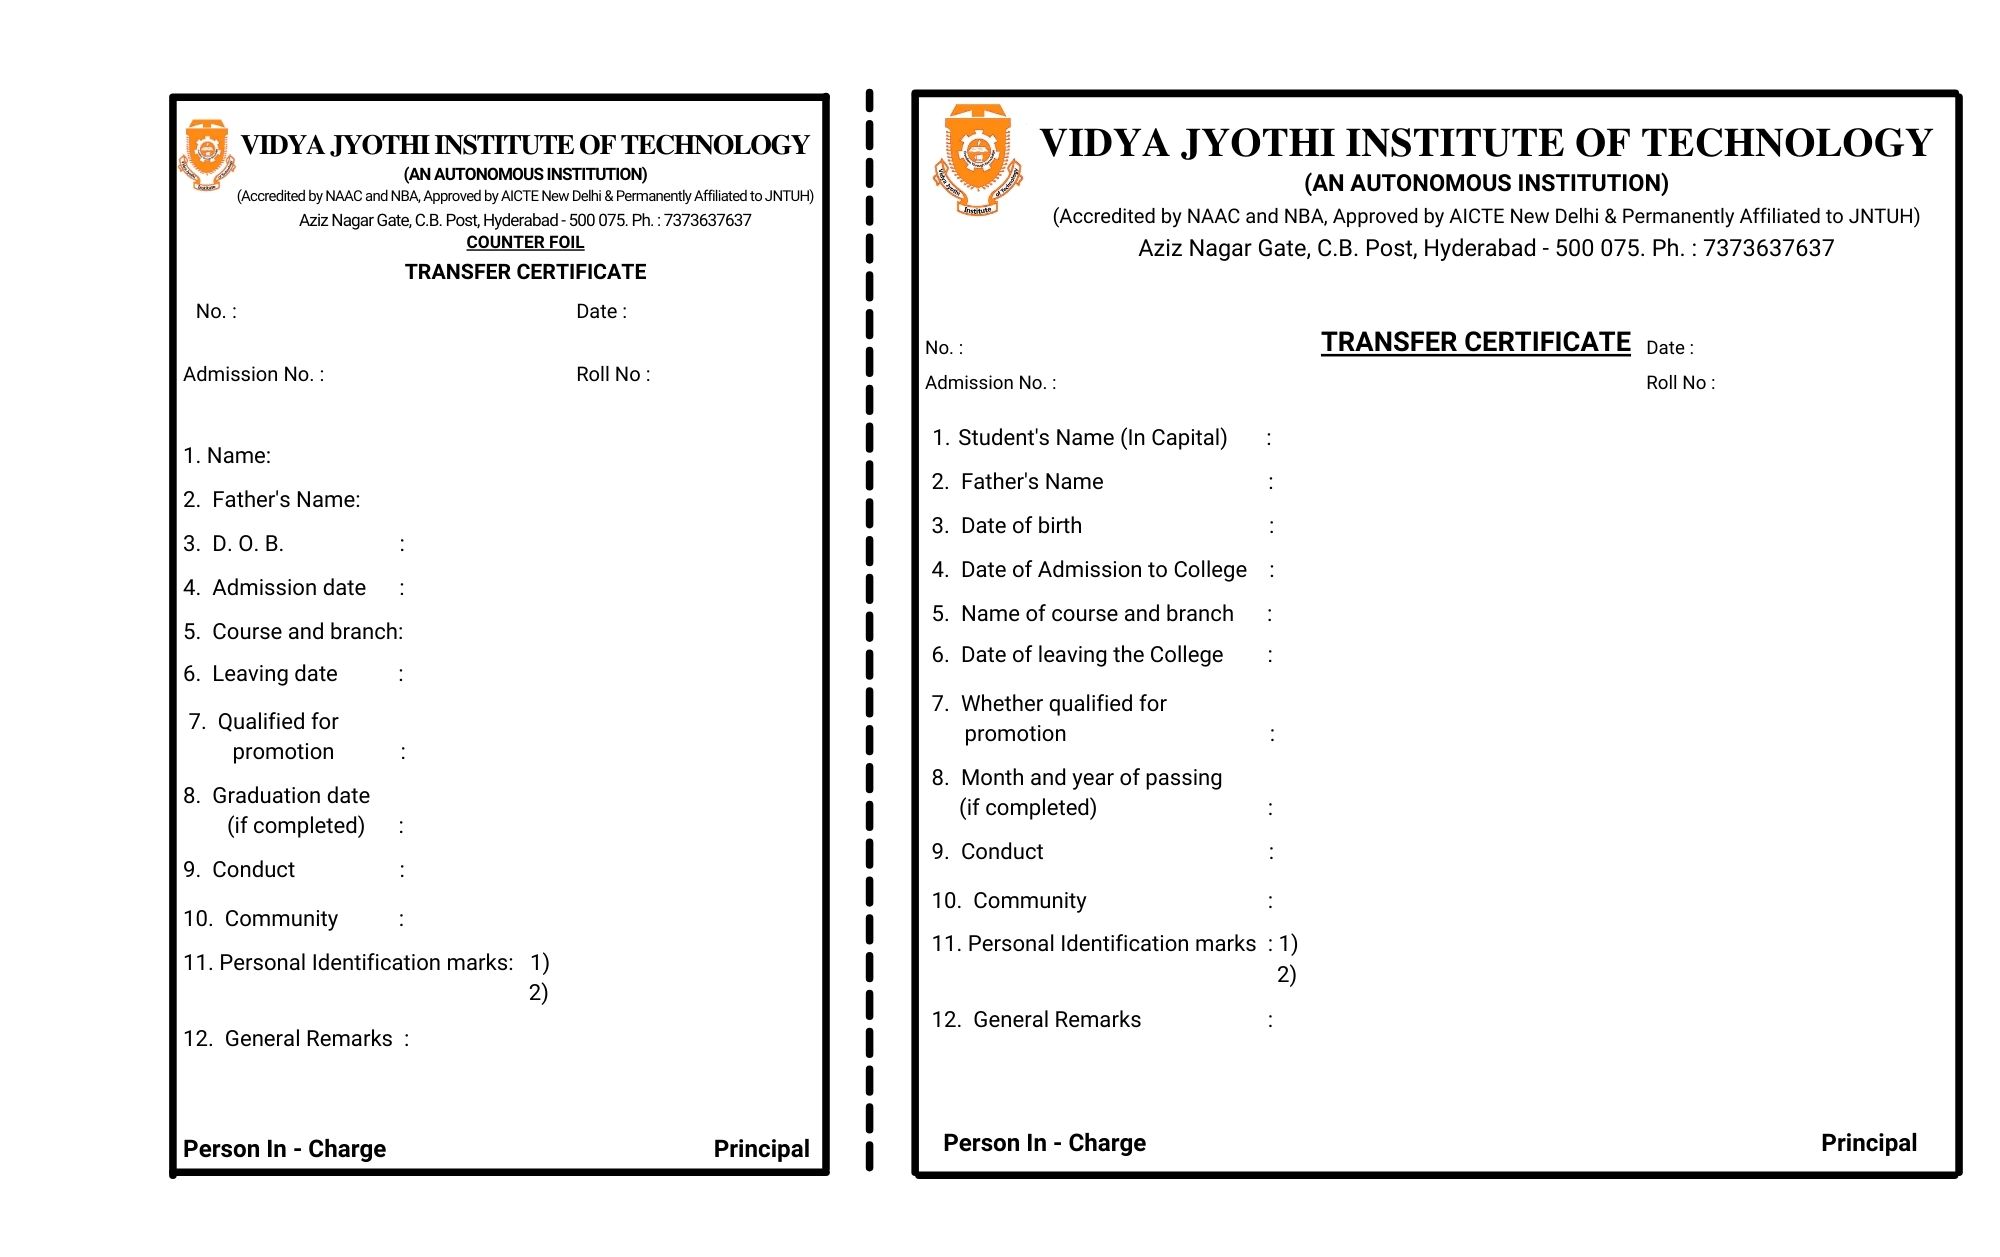 VIDYA JYOTHI INSTITUTE OF TECHNOLOGY
(AN AUTONOMOUS INSTITUTION)
(Accredited by NAAC and NBA, Approved by AICTE New Delhi & Permanently Affiliated to JNTUH)
Aziz Nagar Gate, C.B. Post, Hyderabad - 500 075. Ph. : 7373637637
COUNTER FOIL
TRANSFER CERTIFICATE
No. : Date :
Admission No. : Roll No :
1. Name:
2. Father's Name:
3. D. O. B. :
4. Admission date :
5. Course and branch:
6. Leaving date :
7. Qualified for
promotion :
8. Graduation date
(if completed) :
9. Conduct :
10. Community :
11. Personal Identification marks: 1)
2)
12. General Remarks :
Person In - Charge Principal
Vidya Jyothi Institute of Technology
VIDYA JYOTHI INSTITUTE OF TECHNOLOGY
(AN AUTONOMOUS INSTITUTION)
(Accredited by NAAC and NBA, Approved by AICTE New Delhi & Permanently Affiliated to JNTUH)
Aziz Nagar Gate, C.B. Post, Hyderabad - 500 075. Ph. : 7373637637
No. : TRANSFER CERTIFICATE Date :
Admission No. : Roll No :
1. Student's Name (In Capital) :
2. Father's Name :
3. Date of birth :
4. Date of Admission to College :
5. Name of course and branch :
6. Date of leaving the College :
7. Whether qualified for
promotion :
8. Month and year of passing
(if completed) :
9. Conduct :
10. Community :
11. Personal Identification marks : 1)
2)
12. General Remarks :
Person In - Charge Principal